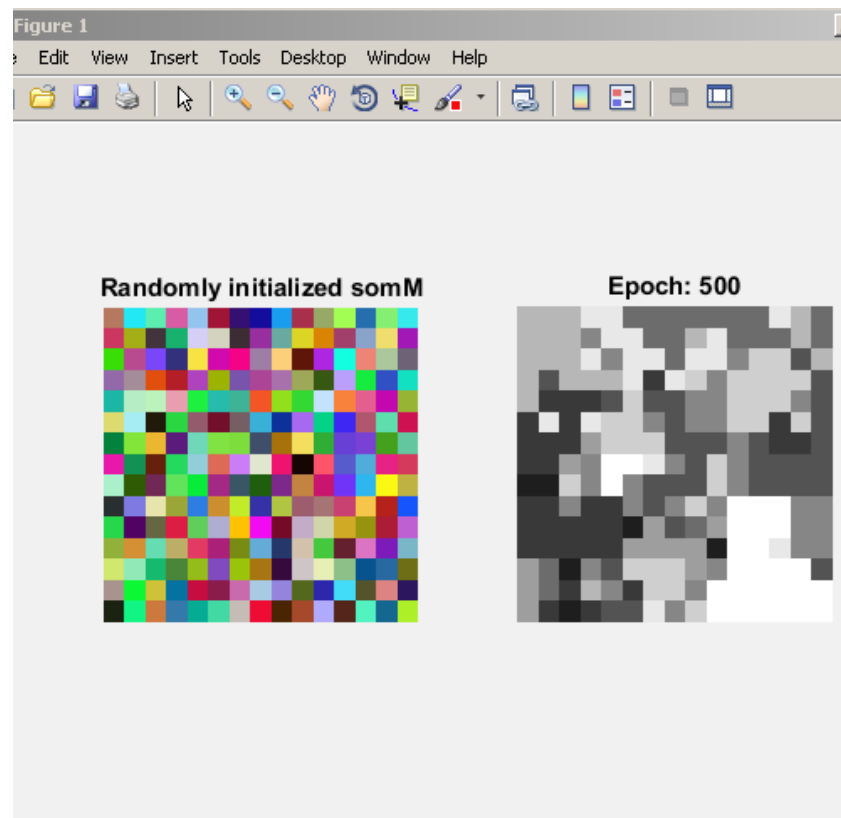 Figure 1
Edit View Insert Tools Desktop Window Help
Randomly initialized somM
Epoch: 500